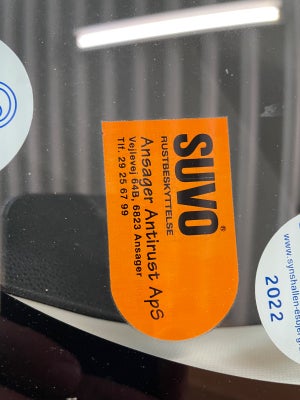 SUVO®
RUSTBESKYTTELSE
Ansager Antirust ApS
Vejlevej 64B, 6823 Ansager
Tlf. 29 25 67 99
2022